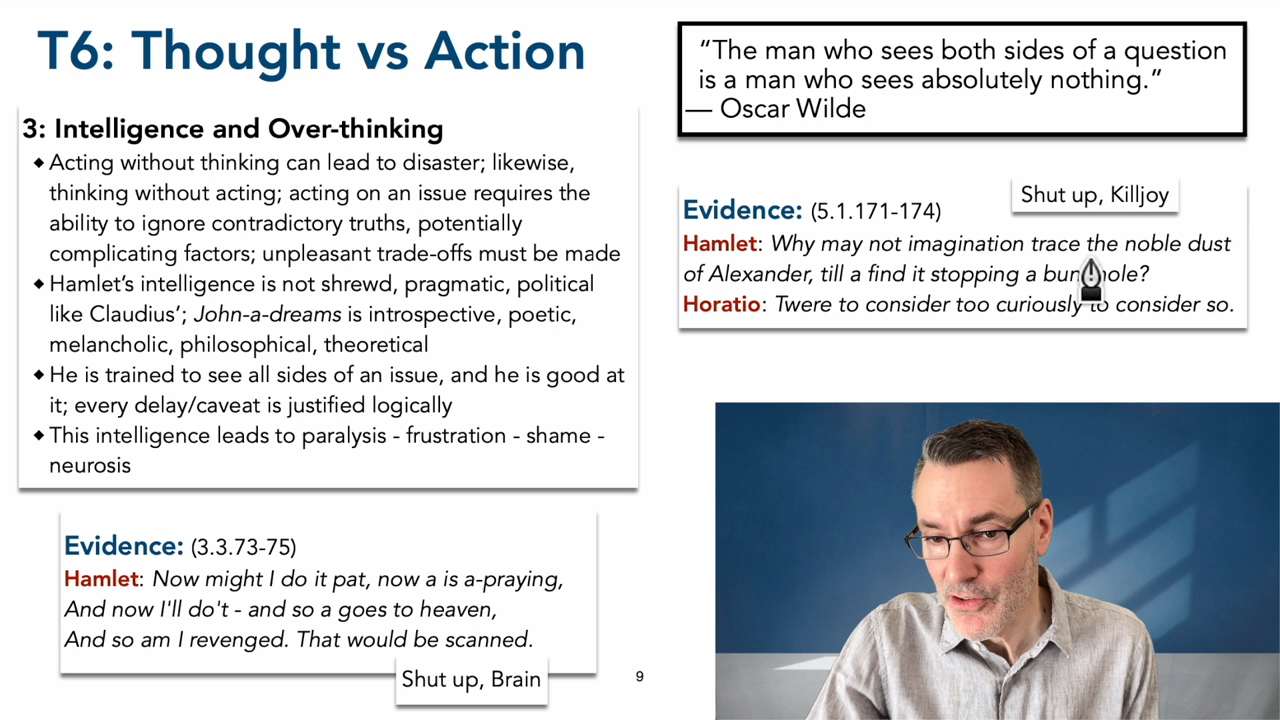 T6: Thought vs Action
3: Intelligence and Over-thinking
◆ Acting without thinking can lead to disaster; likewise,
thinking without acting; acting on an issue requires the
ability to ignore contradictory truths, potentially
complicating factors; unpleasant trade-offs must be made
◆ Hamlet's intelligence is not shrewd, pragmatic, political
like Claudius'; John-a-dreams is introspective, poetic,
melancholic, philosophical, theoretical
◆ He is trained to see all sides of an issue, and he is good at
it; every delay/caveat is justified logically
◆ This intelligence leads to paralysis - frustration - shame -
neurosis
Evidence: (3.3.73-75)
Hamlet: Now might I do it pat, now a is a-praying,
And now I'll do't - and so a goes to heaven,
And so am I revenged. That would be scanned.
Shut up, Brain
9
“The man who sees both sides of a question
is a man who sees absolutely nothing.”
— Oscar Wilde
Shut up, Killjoy
Evidence: (5.1.171-174)
Hamlet: Why may not imagination trace the noble dust
of Alexander, till a find it stopping a
Horatio: Twere to consider too curiously to consider so.